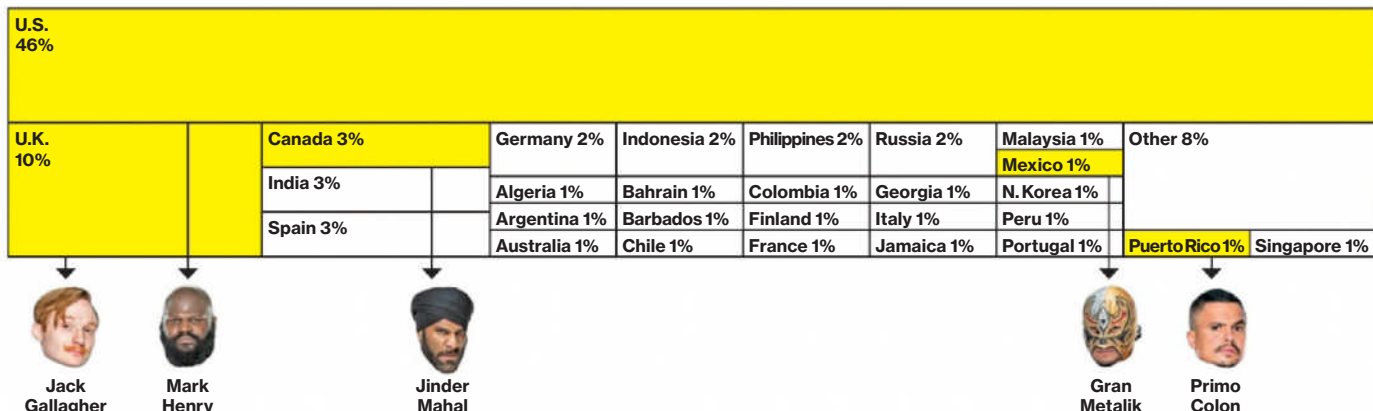 U.S.
46%
U.K.
10%
Canada 3%
India 3%
Spain 3%
Germany 2%
Algeria 1%
Argentina 1%
Australia 1%
Indonesia 2%
Bahrain 1%
Barbados 1%
Chile 1%
Philippines 2%
Colombia 1%
Finland 1%
France 1%
Russia 2%
Georgia 1%
Italy 1%
Jamaica 1%
Malaysia 1%
Mexico 1%
N. Korea 1%
Peru 1%
Portugal 1%
Other 8%
Puerto Rico 1%
Singapore 1%
Jack
Gallagher
Mark
Henry
Jinder
Mahal
Gran
Metalik
Primo
Colon